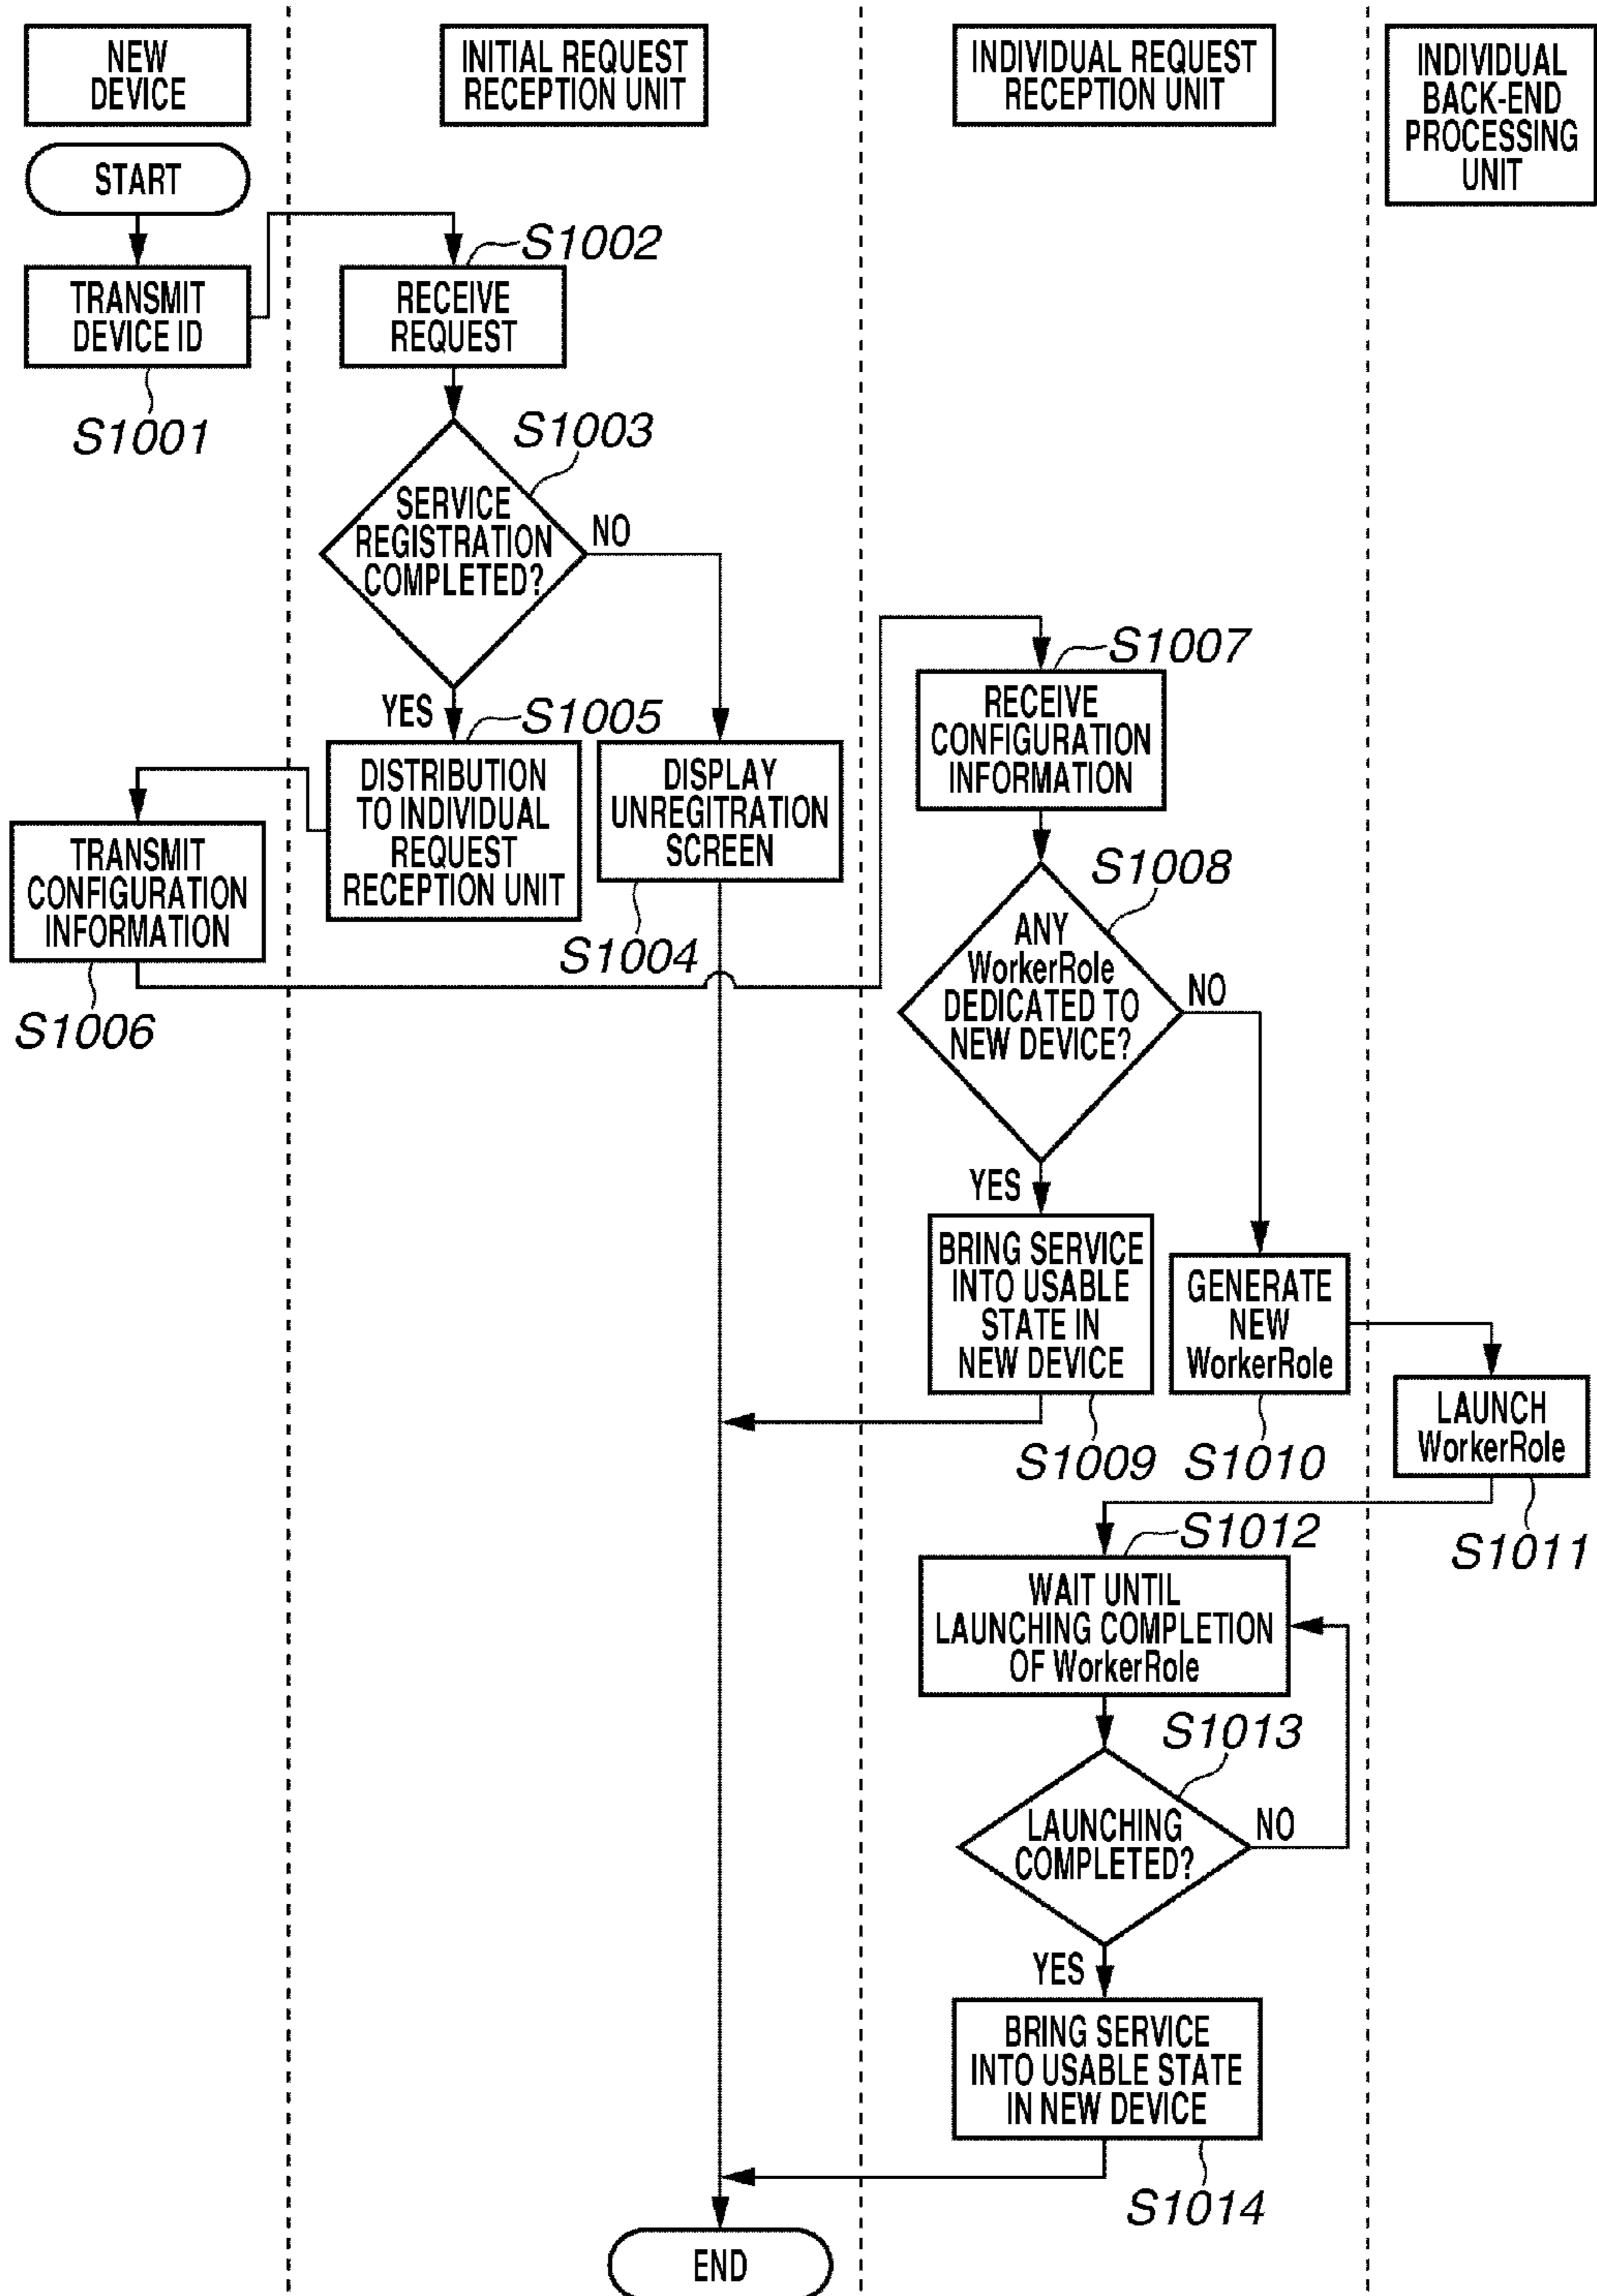 NEW
DEVICE
INITIAL REQUEST
RECEPTION UNIT
INDIVIDUAL REQUEST
RECEPTION UNIT
INDIVIDUAL
BACK-END
PROCESSING
UNIT
START
TRANSMIT
DEVICE ID
S1001
S1002
RECEIVE
REQUEST
S1003
SERVICE
REGISTRATION
COMPLETED?
NO
YES
S1005
DISTRIBUTION
TO INDIVIDUAL
REQUEST
RECEPTION UNIT
DISPLAY
UNREGITRATION
SCREEN
S1004
TRANSMIT
CONFIGURATION
INFORMATION
S1006
S1007
RECEIVE
CONFIGURATION
INFORMATION
S1008
ANY
WorkerRole
DEDICATED TO
NEW DEVICE?
NO
YES
BRING SERVICE
INTO USABLE
STATE IN
NEW DEVICE
S1009
GENERATE
NEW
WorkerRole
S1010
LAUNCH
WorkerRole
S1011
S1012
WAIT UNTIL
LAUNCHING COMPLETION
OF WorkerRole
S1013
LAUNCHING
COMPLETED?
NO
YES
BRING SERVICE
INTO USABLE STATE
IN NEW DEVICE
S1014
END